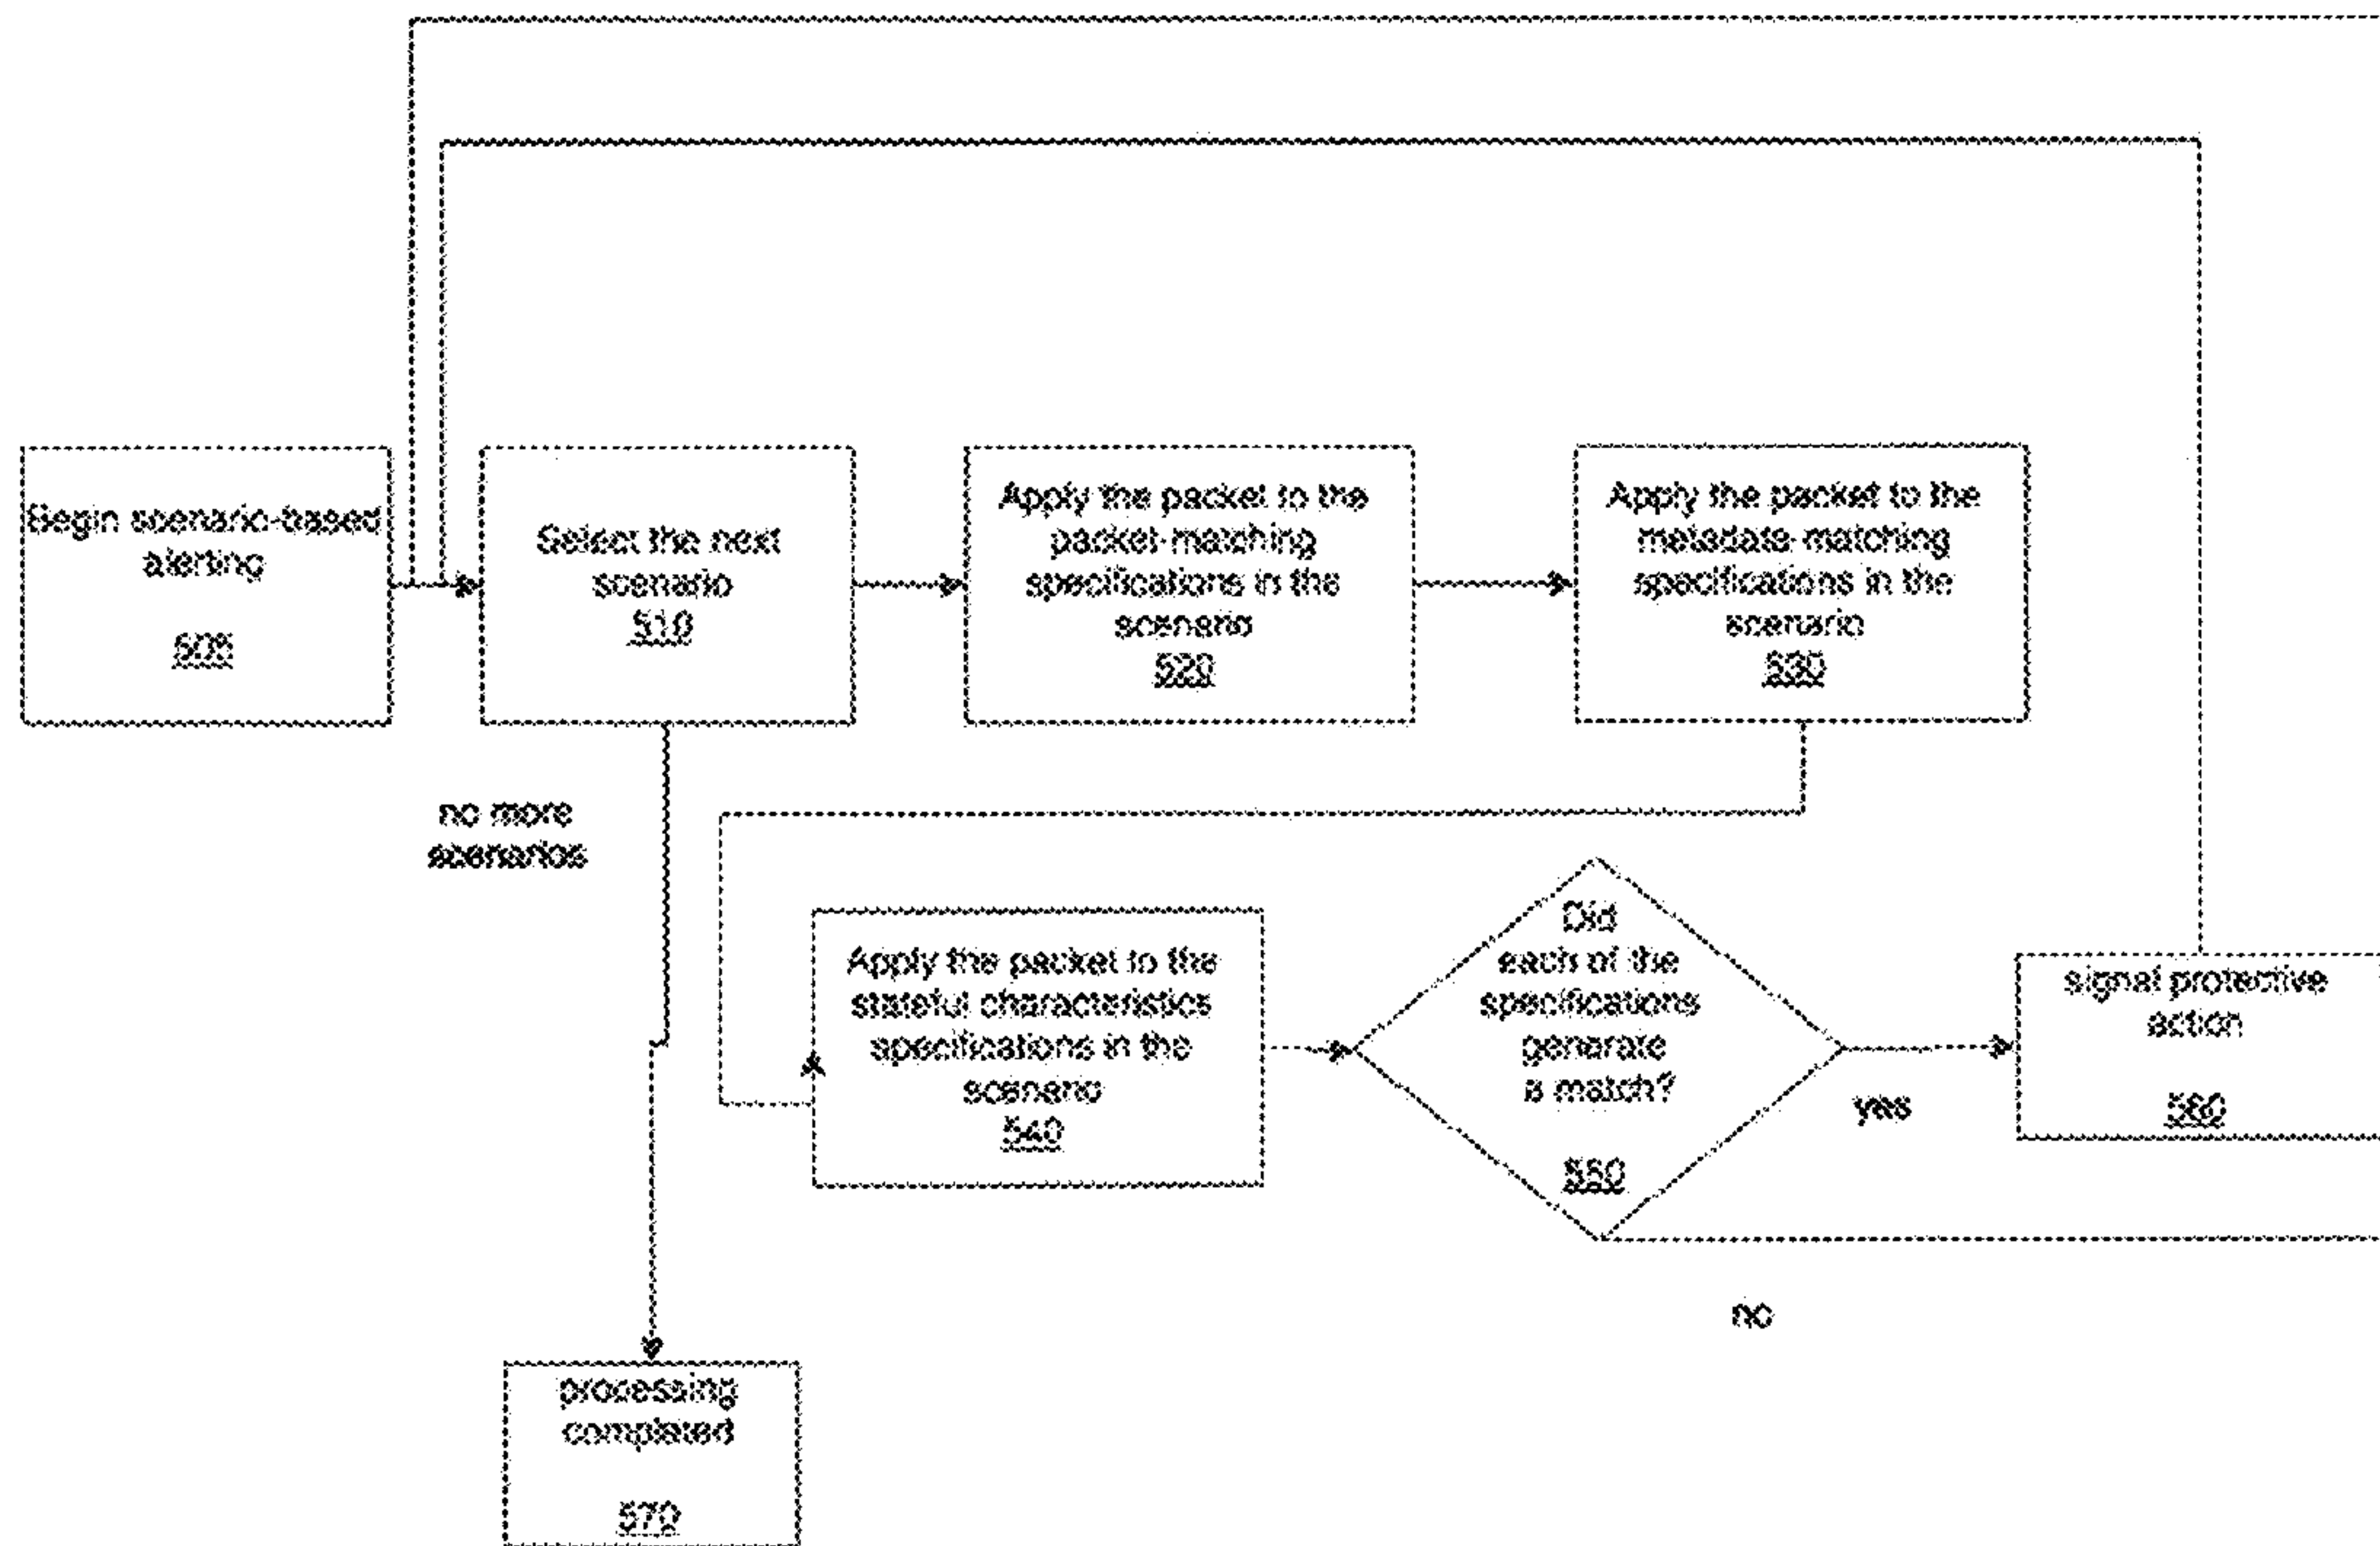 Begin scenario-based
alerting
505
Select the next
scenario
510
Apply the packet to the
packet-matching
specifications in the
scenario
520
Apply the packet to the
metadata-matching
specifications in the
scenario
530
no more
scenarios
Apply the packet to the
stateful characteristics
specifications in the
scenario
540
Did
each of the
specifications
generate
a match?
550
yes
signal protective
action
560
no
processing
completed
570